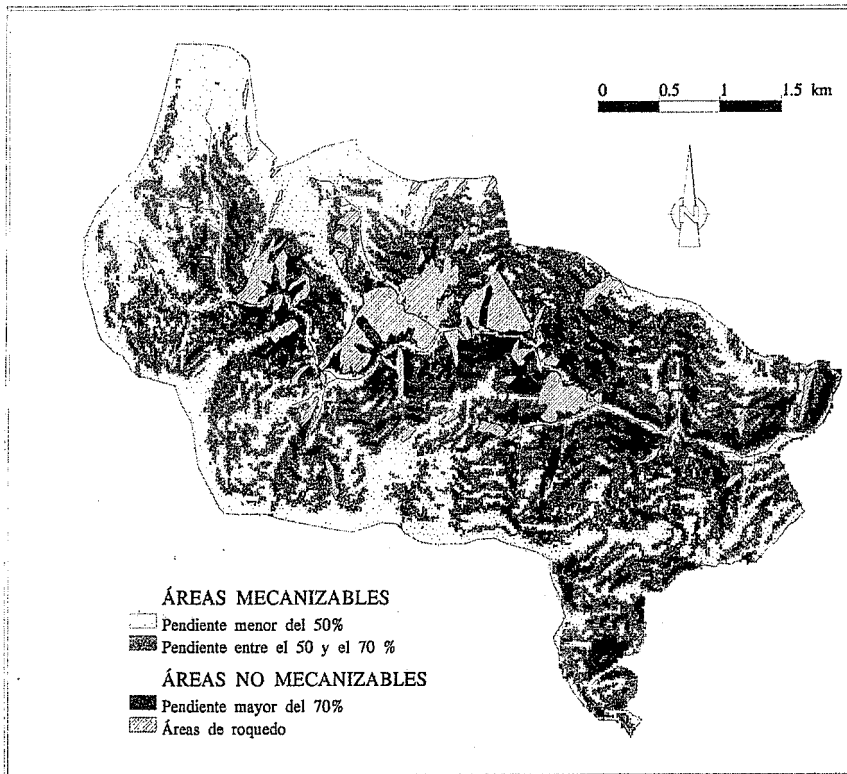 0 0.5 1 1.5 km
N
ÁREAS MECANIZABLES
Pendiente menor del 50%
Pendiente entre el 50 y el 70 %
ÁREAS NO MECANIZABLES
Pendiente mayor del 70%
Áreas de roquedo